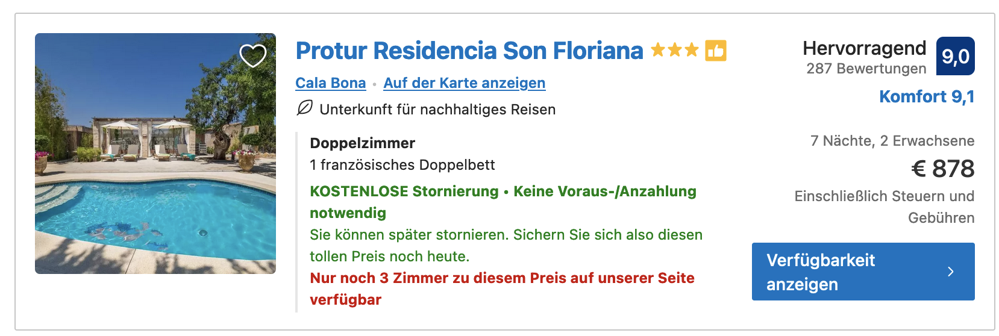 Protur Residencia Son Floriana
Cala Bona • Auf der Karte anzeigen
Unterkunft für nachhaltiges Reisen
Doppelzimmer
1 französisches Doppelbett
KOSTENLOSE Stornierung • Keine Voraus-/Anzahlung
notwendig
Sie können später stornieren. Sichern Sie sich also diesen
tollen Preis noch heute.
Nur noch 3 Zimmer zu diesem Preis auf unserer Seite
verfügbar
Hervorragend
287 Bewertungen
9,0
Komfort 9,1
7 Nächte, 2 Erwachsene
€ 878
Einschließlich Steuern und
Gebühren
Verfügbarkeit
anzeigen